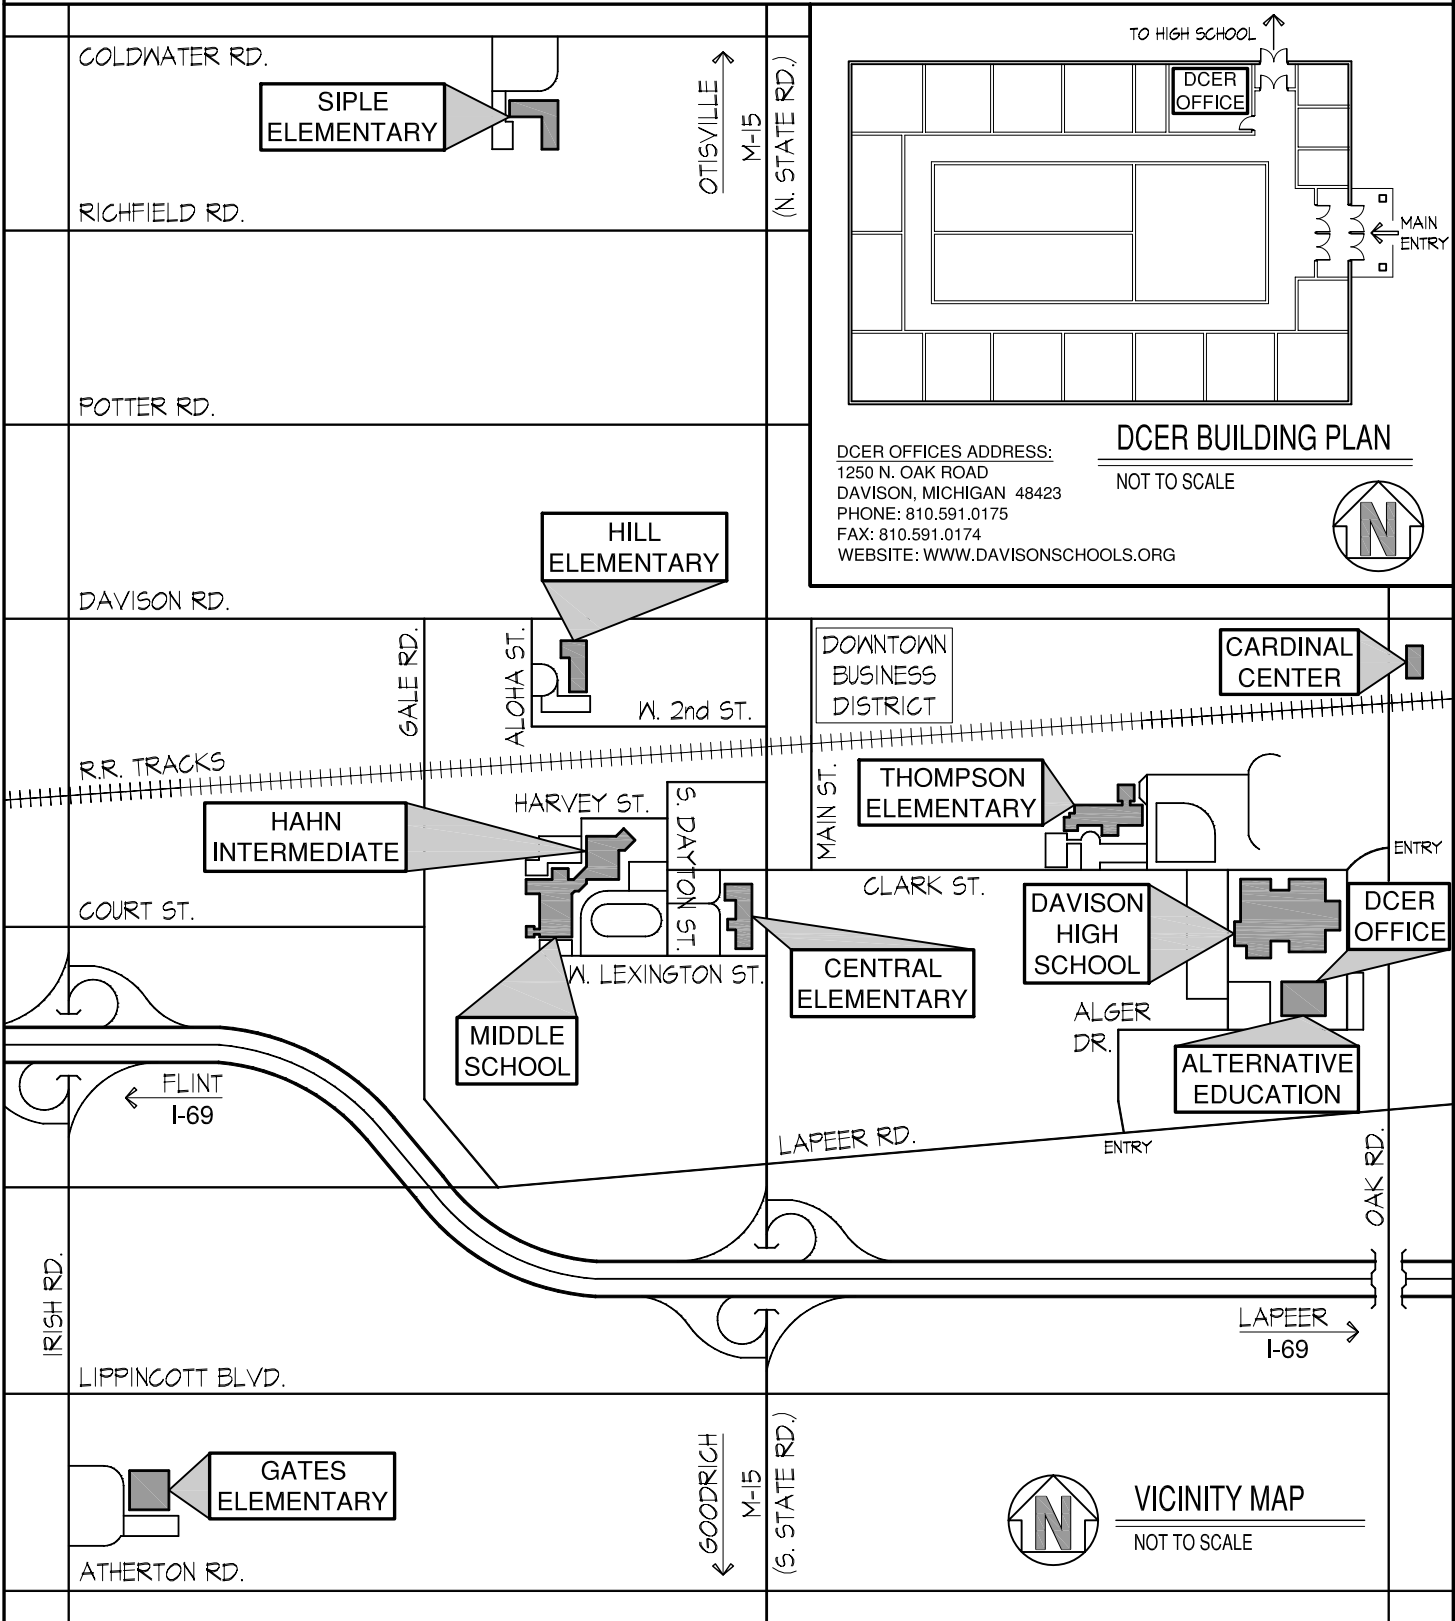 COLDWATER RD.
SIPLE
ELEMENTARY
OTISVILLE
M-15
(N. STATE RD.)
RICHFIELD RD.
POTTER RD.
TO HIGH SCHOOL
DCER
OFFICE
MAIN
ENTRY
DCER BUILDING PLAN
NOT TO SCALE
DCER OFFICES ADDRESS:
1250 N. OAK ROAD
DAVISON, MICHIGAN 48423
PHONE: 810.591.0175
FAX: 810.591.0174
WEBSITE: WWW.DAVISONSCHOOLS.ORG
N
HILL
ELEMENTARY
DAVISON RD.
GALE RD.
ALOHA ST.
W. 2nd ST.
DOWNTOWN
BUSINESS
DISTRICT
CARDINAL
CENTER
R.R. TRACKS
HAHN
INTERMEDIATE
HARVEY ST.
S. DAYTON ST.
MAIN ST.
THOMPSON
ELEMENTARY
ENTRY
COURT ST.
CLARK ST.
DAVISON
HIGH
SCHOOL
DCER
OFFICE
W. LEXINGTON ST.
CENTRAL
ELEMENTARY
MIDDLE
SCHOOL
ALGER
DR.
ALTERNATIVE
EDUCATION
FLINT
I-69
LAPEER RD.
ENTRY
OAK RD.
IRISH RD.
LAPEER
I-69
LIPPINCOTT BLVD.
GATES
ELEMENTARY
GOODRICH
M-15
(S. STATE RD.)
N
VICINITY MAP
NOT TO SCALE
ATHERTON RD.